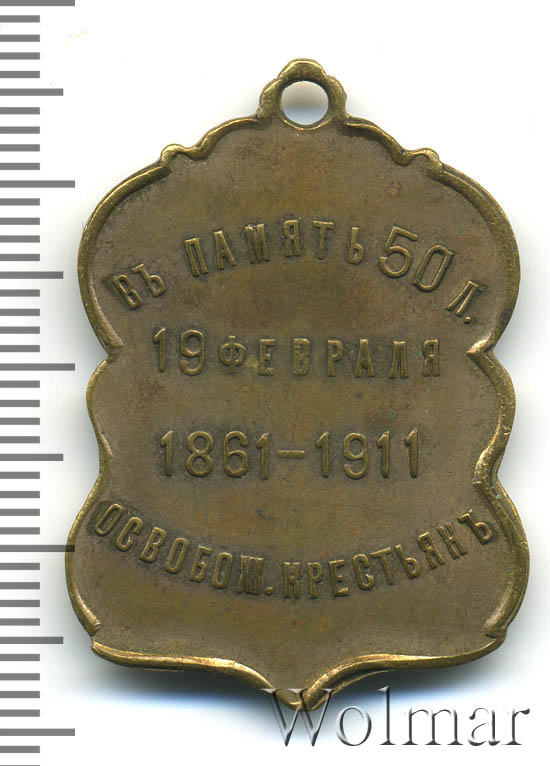 ВЪ ПАМЯТЬ 50 Л.
19 ФЕВРАЛЯ
1861-1911
ОСВОБОЖ. КРЕСТЬЯНЪ
Wolmar